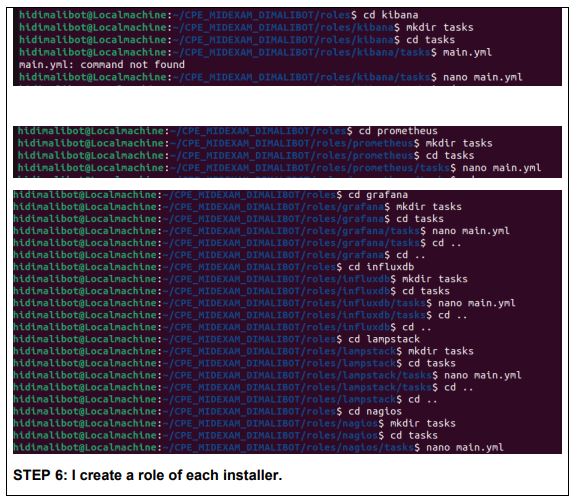 hidimalibot@Localmachine:~/CPE_MIDEXAM_DIMALIBOT/roles$ cd kibana
hidimalibot@Localmachine:~/CPE_MIDEXAM_DIMALIBOT/roles/kibana$ mkdir tasks
hidimalibot@Localmachine:~/CPE_MIDEXAM_DIMALIBOT/roles/kibana$ cd tasks
hidimalibot@Localmachine:~/CPE_MIDEXAM_DIMALIBOT/roles/kibana/tasks$ main.yml
main.yml: command not found
hidimalibot@Localmachine:~/CPE_MIDEXAM_DIMALIBOT/roles/kibana/tasks$ nano main.yml
hidimalibot@Localmachine:~/CPE_MIDEXAM_DIMALIBOT/roles$ cd prometheus
hidimalibot@Localmachine:~/CPE_MIDEXAM_DIMALIBOT/roles/prometheus$ mkdir tasks
hidimalibot@Localmachine:~/CPE_MIDEXAM_DIMALIBOT/roles/prometheus$ cd tasks
hidimalibot@Localmachine:~/CPE_MIDEXAM_DIMALIBOT/roles/prometheus/tasks$ nano main.yml
hidimalibot@Localmachine:~/CPE_MIDEXAM_DIMALIBOT/roles$ cd grafana
hidimalibot@Localmachine:~/CPE_MIDEXAM_DIMALIBOT/roles/grafana$ mkdir tasks
hidimalibot@Localmachine:~/CPE_MIDEXAM_DIMALIBOT/roles/grafana$ cd tasks
hidimalibot@Localmachine:~/CPE_MIDEXAM_DIMALIBOT/roles/grafana/tasks$ nano main.yml
hidimalibot@Localmachine:~/CPE_MIDEXAM_DIMALIBOT/roles/grafana/tasks$ cd ..
hidimalibot@Localmachine:~/CPE_MIDEXAM_DIMALIBOT/roles/grafana$ cd ..
hidimalibot@Localmachine:~/CPE_MIDEXAM_DIMALIBOT/roles$ cd influxdb
hidimalibot@Localmachine:~/CPE_MIDEXAM_DIMALIBOT/roles/influxdb$ mkdir tasks
hidimalibot@Localmachine:~/CPE_MIDEXAM_DIMALIBOT/roles/influxdb$ cd tasks
hidimalibot@Localmachine:~/CPE_MIDEXAM_DIMALIBOT/roles/influxdb/tasks$ nano main.yml
hidimalibot@Localmachine:~/CPE_MIDEXAM_DIMALIBOT/roles/influxdb/tasks$ cd ..
hidimalibot@Localmachine:~/CPE_MIDEXAM_DIMALIBOT/roles/influxdb$ cd ..
hidimalibot@Localmachine:~/CPE_MIDEXAM_DIMALIBOT/roles$ cd lampstack
hidimalibot@Localmachine:~/CPE_MIDEXAM_DIMALIBOT/roles/lampstack$ mkdir tasks
hidimalibot@Localmachine:~/CPE_MIDEXAM_DIMALIBOT/roles/lampstack$ cd tasks
hidimalibot@Localmachine:~/CPE_MIDEXAM_DIMALIBOT/roles/lampstack/tasks$ nano main.yml
hidimalibot@Localmachine:~/CPE_MIDEXAM_DIMALIBOT/roles/lampstack/tasks$ cd ..
hidimalibot@Localmachine:~/CPE_MIDEXAM_DIMALIBOT/roles/lampstack$ cd ..
hidimalibot@Localmachine:~/CPE_MIDEXAM_DIMALIBOT/roles$ cd nagios
hidimalibot@Localmachine:~/CPE_MIDEXAM_DIMALIBOT/roles/nagios$ mkdir tasks
hidimalibot@Localmachine:~/CPE_MIDEXAM_DIMALIBOT/roles/nagios$ cd tasks
hidimalibot@Localmachine:~/CPE_MIDEXAM_DIMALIBOT/roles/nagios/tasks$ nano main.yml
STEP 6: I create a role of each installer.